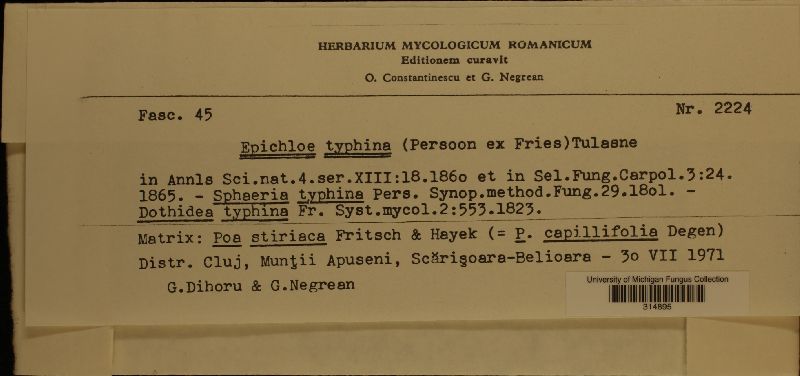 HERBARIUM MYCOLOGICUM ROMANICUM
Editionem curavit
O. Constantinescu et G. Negrean
Fasc. 45
Nr. 2224
Epichloe typhina (Persoon ex Fries)Tulasne
in Annls Sci.nat.4.ser.XIII:18.186o et in Sel.Fung.Carpol.3:24.
1865. - Sphaeria typhina Pers. Synop.method.Fung.29.18o1. -
Dothidea typhina Fr. Syst.mycol.2:553.1823.
Matrix: Poa stiriaca Fritsch & Hayek (= P. capillifolia Degen)
Distr. Cluj, Munţii Apuseni, Scărişoara-Belioara - 3o VII 1971
G.Dihoru & G.Negrean
University of Michigan Fungus Collection
314895